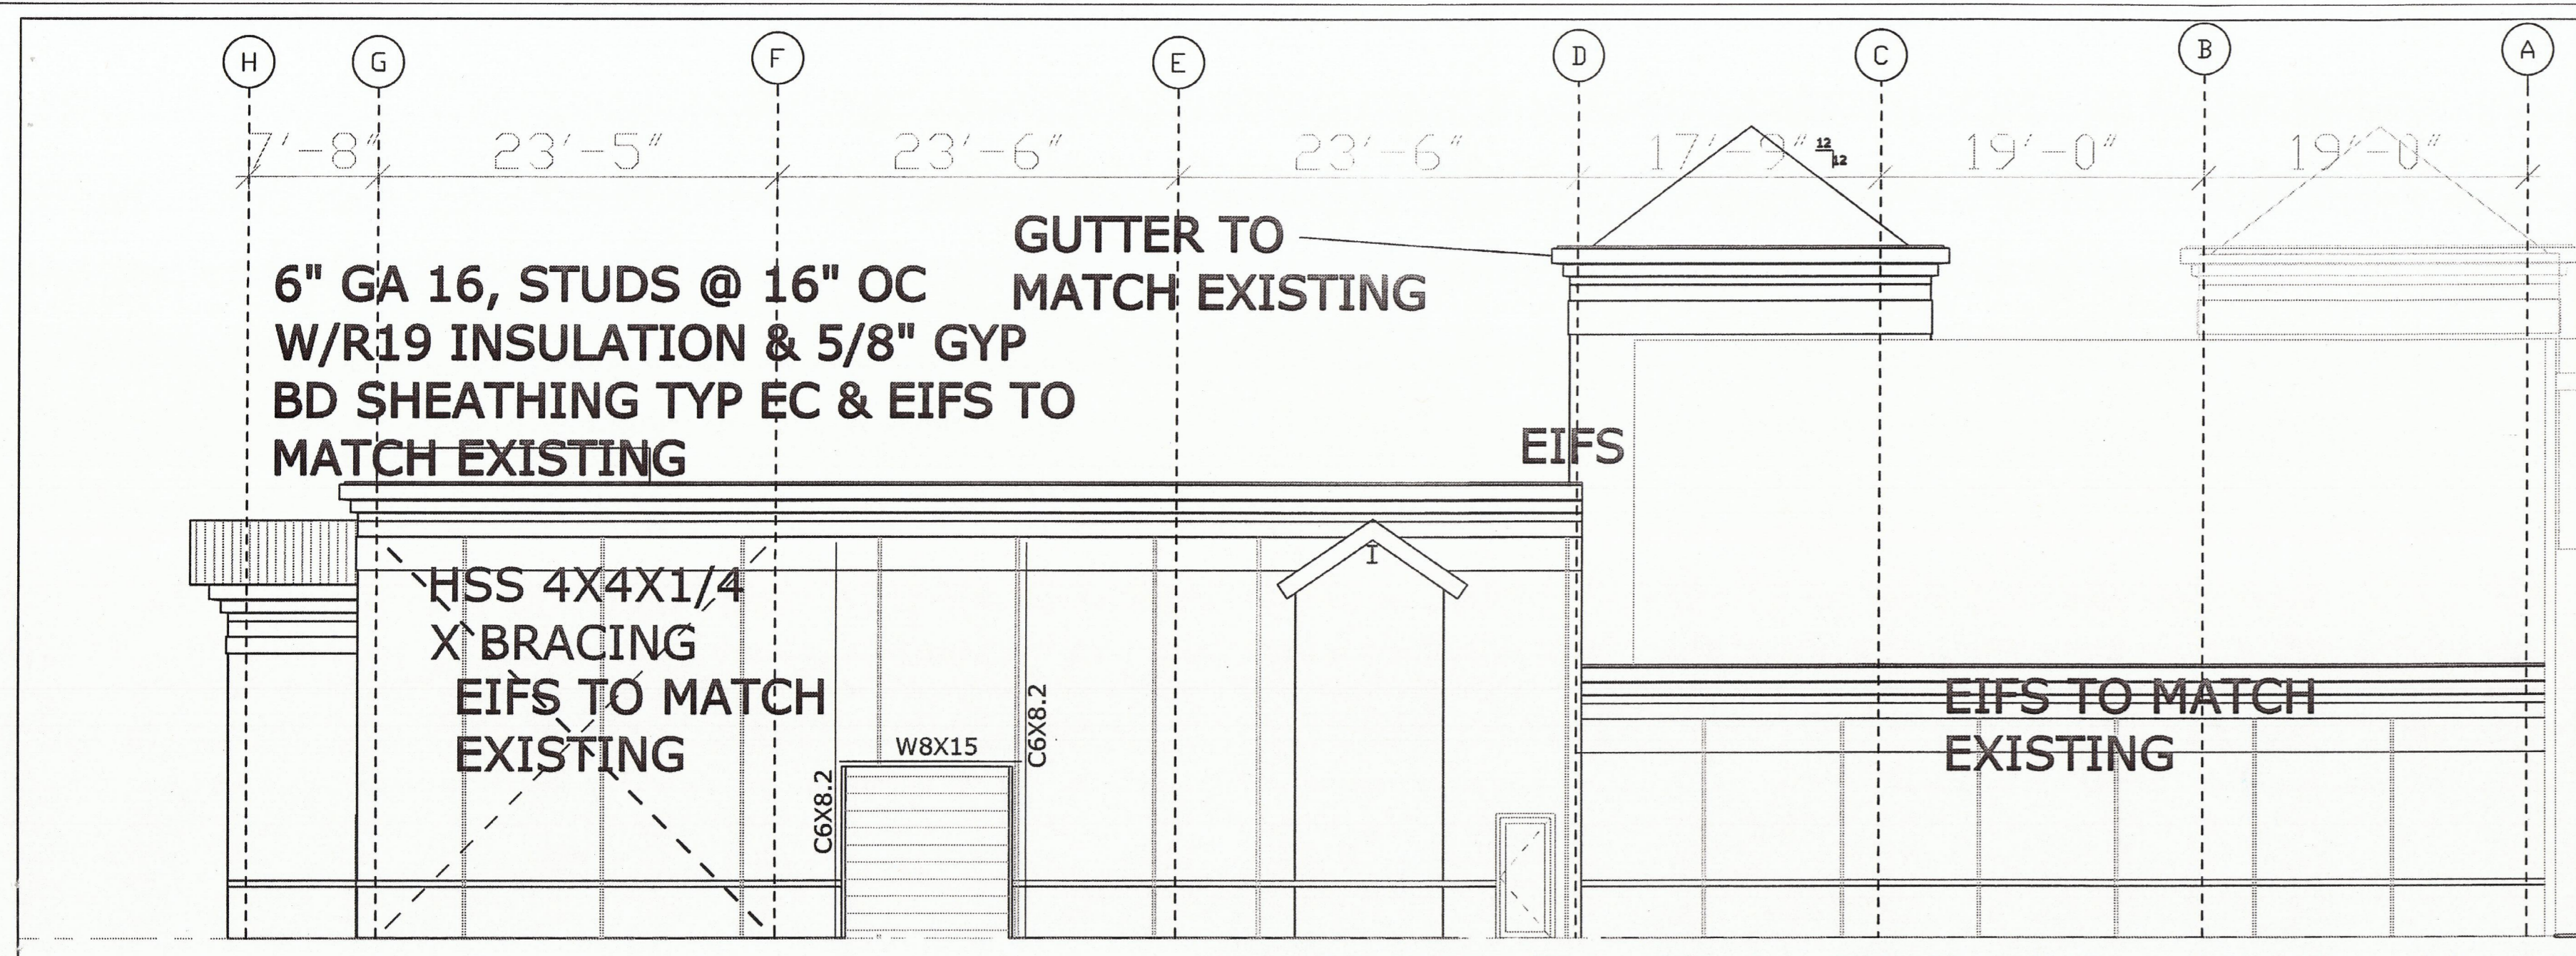 H G F E D C B A
7'-8" 23'-5" 23'-6" 23'-6" 17'-9" 19'-0" 19'-0"
12
12
GUTTER TO
MATCH EXISTING
6" GA 16, STUDS @ 16" OC
W/R19 INSULATION & 5/8" GYP
BD SHEATHING TYP EC & EIFS TO
MATCH EXISTING
EIFS
HSS 4X4X1/4
X BRACING
EIFS TO MATCH
EXISTING
W8X15
C6X8.2
C6X8.2
I
EIFS TO MATCH
EXISTING